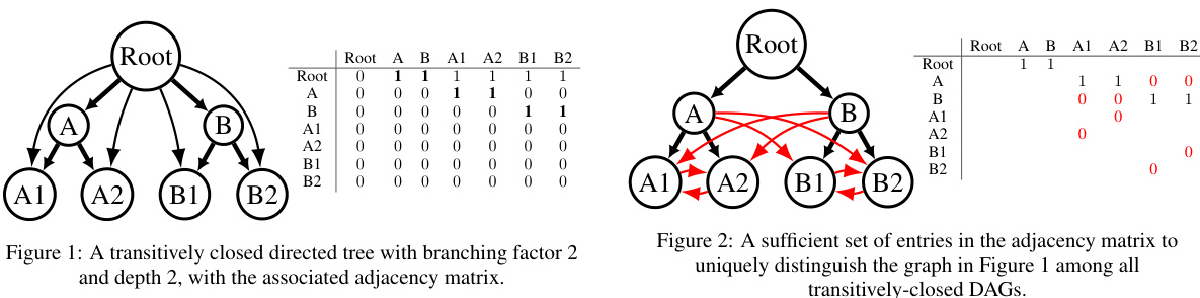 Root
A
B
A1
A2
B1
B2
Root A B A1 A2 B1 B2
Root 0 1 1 1 1 1 1
A 0 0 0 1 1 0 0
B 0 0 0 0 0 1 1
A1 0 0 0 0 0 0 0
A2 0 0 0 0 0 0 0
B1 0 0 0 0 0 0 0
B2 0 0 0 0 0 0 0
Figure 1: A transitively closed directed tree with branching factor 2
and depth 2, with the associated adjacency matrix.
Root
A
B
A1
A2
B1
B2
Root A B A1 A2 B1 B2
Root 1 1
A 1 1 0 0
B 0 0 1 1
A1 0
A2 0
B1 0
B2 0
Figure 2: A sufficient set of entries in the adjacency matrix to
uniquely distinguish the graph in Figure 1 among all
transitively-closed DAGs.